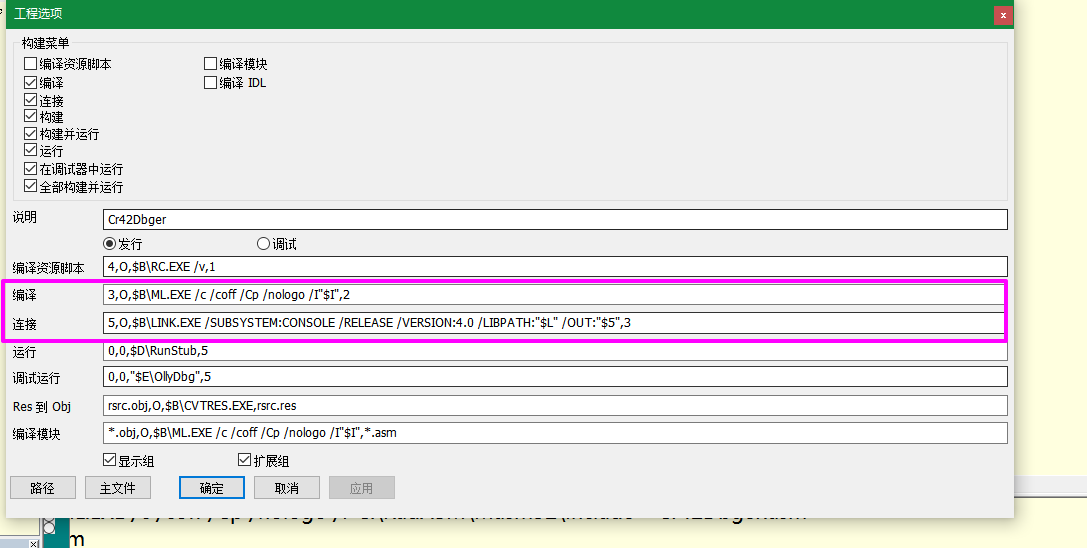 工程选项
x
构建菜单
编译资源脚本
编译模块
编译
编译 IDL
连接
构建
构建并运行
运行
在调试器中运行
全部构建并运行
说明
Cr42Dbger
发行
调试
编译资源脚本
4,O,$B\RC.EXE /v,1
编译
3,O,$B\ML.EXE /c /coff /Cp /nologo /I"$I",2
连接
5,O,$B\LINK.EXE /SUBSYSTEM:CONSOLE /RELEASE /VERSION:4.0 /LIBPATH:"$L" /OUT:"$5",3
运行
0,0,$D\RunStub,5
调试运行
0,0,"$E\OllyDbg",5
Res 到 Obj
rsrc.obj,O,$B\CVTRES.EXE,rsrc.res
编译模块
*.obj,O,$B\ML.EXE /c /coff /Cp /nologo /I"$I",*.asm
显示组
扩展组
路径
主文件
确定
取消
应用
m